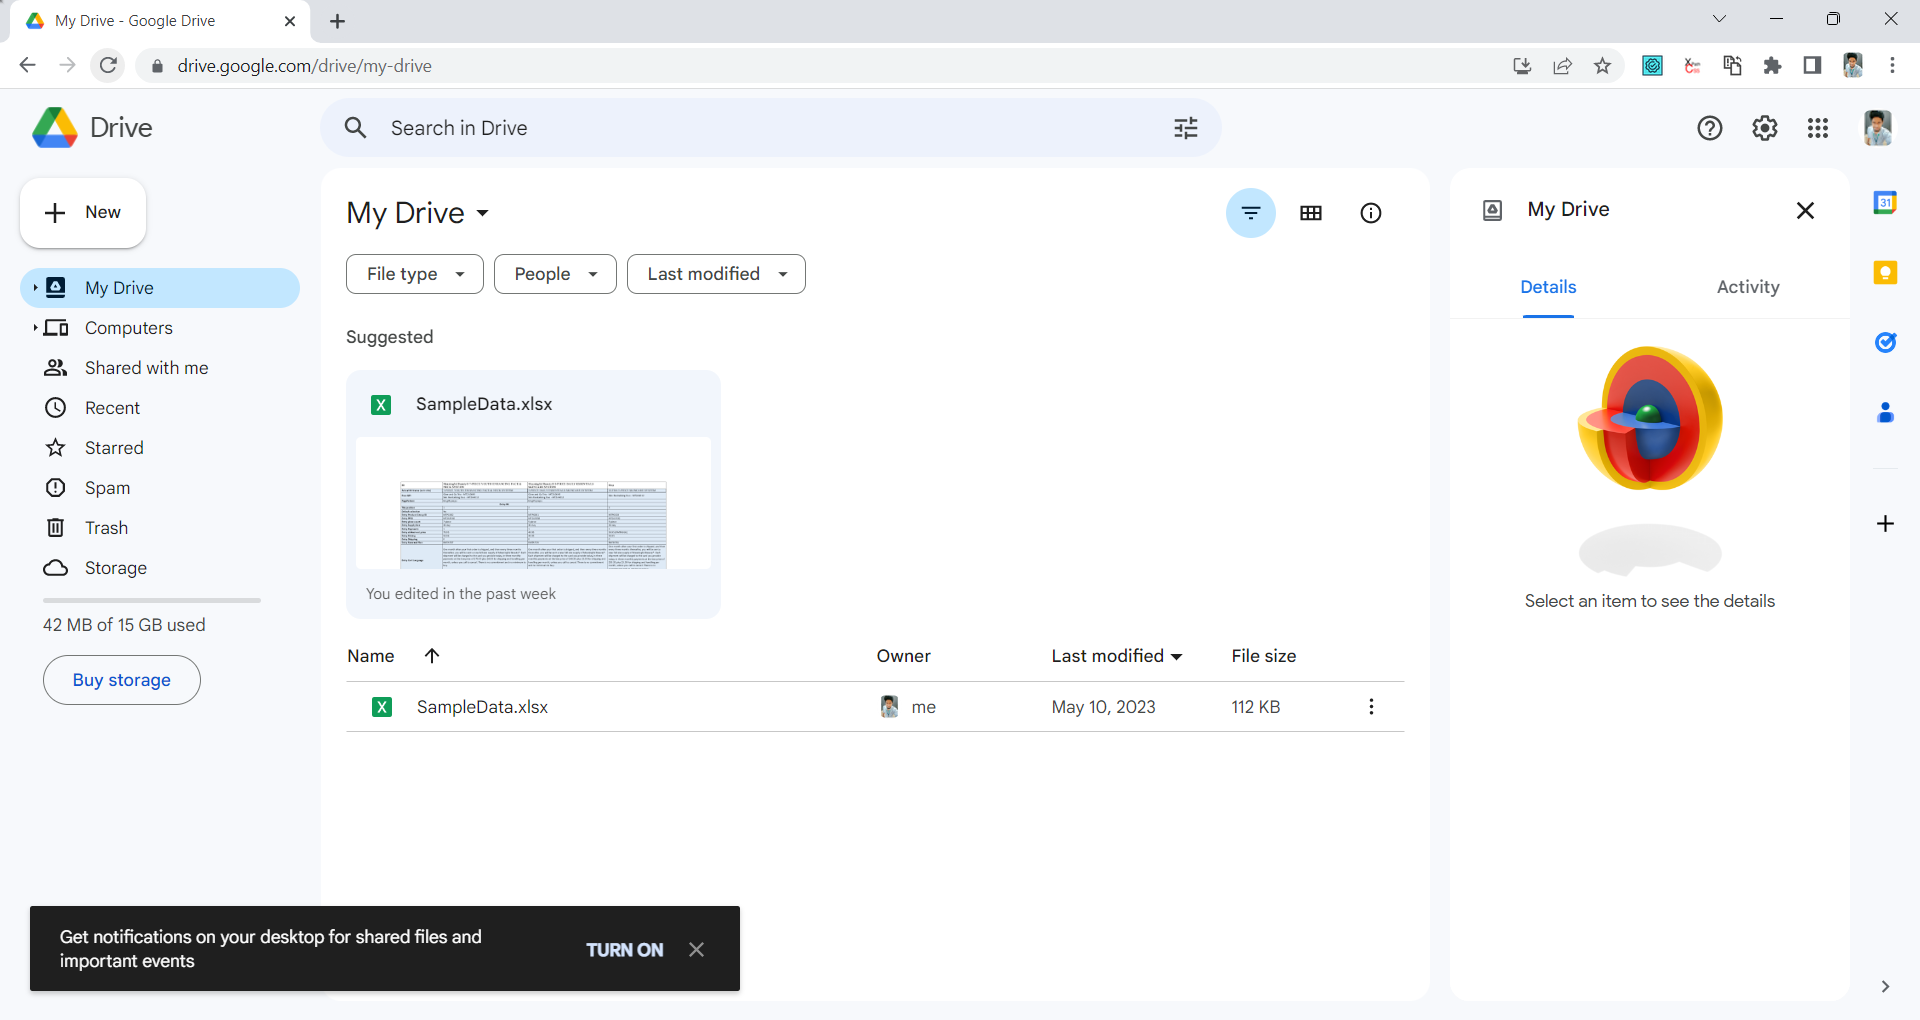 My Drive - Google Drive
drive.google.com/drive/my-drive
Drive
Search in Drive
New
My Drive
Computers
Shared with me
Recent
Starred
Spam
Trash
Storage
42 MB of 15 GB used
Buy storage
My Drive
File type
People
Last modified
Suggested
SampleData.xlsx
You edited in the past week
Name Owner Last modified File size
SampleData.xlsx me May 10, 2023 112 KB
My Drive
Details Activity
Select an item to see the details
31
Get notifications on your desktop for shared files and
important events
TURN ON